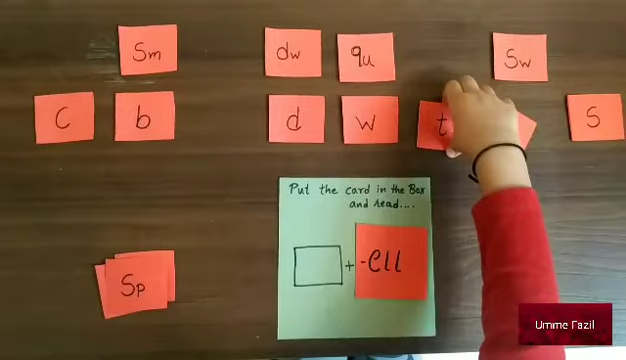 Sm
dw
qu
Sw
C
b
d
w
t
S
Put the card in the Box
and read....
+ -ell
Sp
Umme Fazil